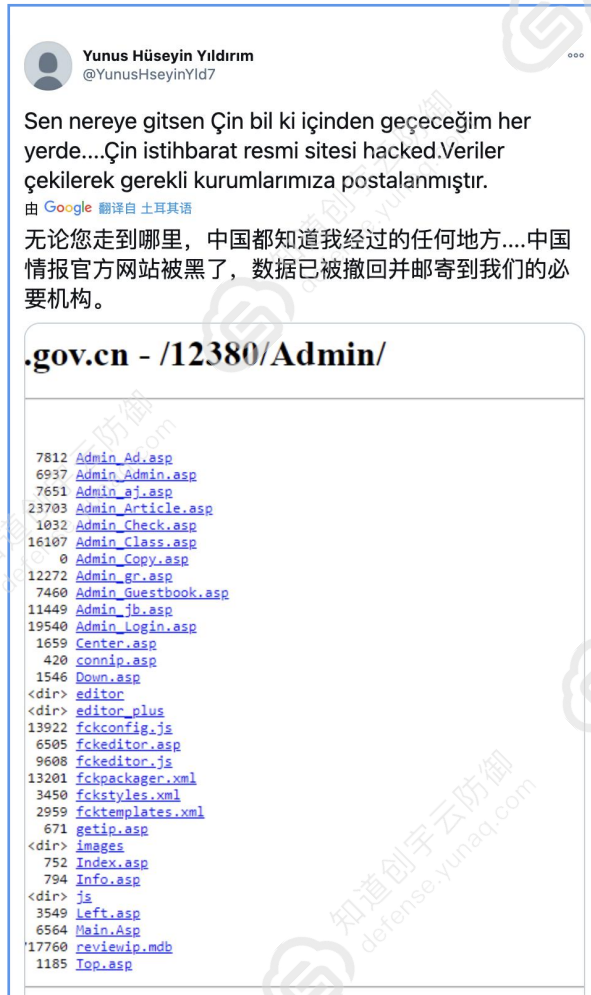 Yunus Hüseyin Yıldırım
@YunusHseyinYld7
Sen nereye gitsen Çin bil ki içinden geçeceğim her
yerde....Çin istihbarat resmi sitesi hacked.Veriler
çekilerek gerekli kurumlarımıza postalanmıştır.
由 Google 翻译自 土耳其语
无论您走到哪里，中国都知道我经过的任何地方....中国
情报官方网站被黑了，数据已被撤回并邮寄到我们的必
要机构。
.gov.cn - /12380/Admin/
7812 Admin_Ad.asp
6937 Admin_Admin.asp
7651 Admin_aj.asp
23703 Admin_Article.asp
1032 Admin_Check.asp
16107 Admin_Class.asp
0 Admin_Copy.asp
12272 Admin_gr.asp
7460 Admin_Guestbook.asp
11449 Admin_jb.asp
19540 Admin_Login.asp
1659 Center.asp
420 connip.asp
1546 Down.asp
<dir> editor
<dir> editor_plus
13922 fckconfig.js
6505 fckeditor.asp
9608 fckeditor.js
13201 fckpackager.xml
3450 fckstyles.xml
2959 fcktemplates.xml
671 getip.asp
<dir> images
752 Index.asp
794 Info.asp
<dir> js
3549 Left.asp
6564 Main.Asp
17760 reviewip.mdb
1185 Top.asp
知道创宇云防御
defense.yunaq.com